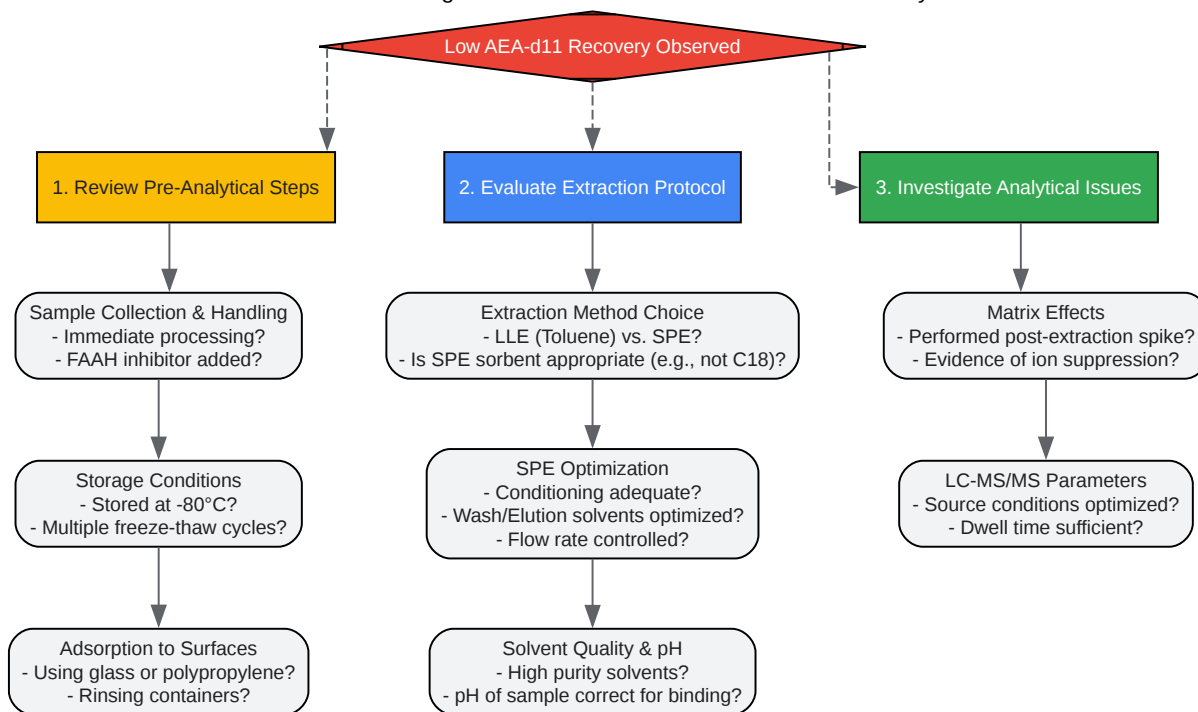 Low AEA-d11 Recovery Observed
1. Review Pre-Analytical Steps
2. Evaluate Extraction Protocol
3. Investigate Analytical Issues
Sample Collection & Handling
- Immediate processing?
- FAAH inhibitor added?
Extraction Method Choice
- LLE (Toluene) vs. SPE?
- Is SPE sorbent appropriate (e.g., not C18)?
Matrix Effects
- Performed post-extraction spike?
- Evidence of ion suppression?
Storage Conditions
- Stored at -80°C?
- Multiple freeze-thaw cycles?
SPE Optimization
- Conditioning adequate?
- Wash/Elution solvents optimized?
- Flow rate controlled?
LC-MS/MS Parameters
- Source conditions optimized?
- Dwell time sufficient?
Adsorption to Surfaces
- Using glass or polypropylene?
- Rinsing containers?
Solvent Quality & pH
- High purity solvents?
- pH of sample correct for binding?